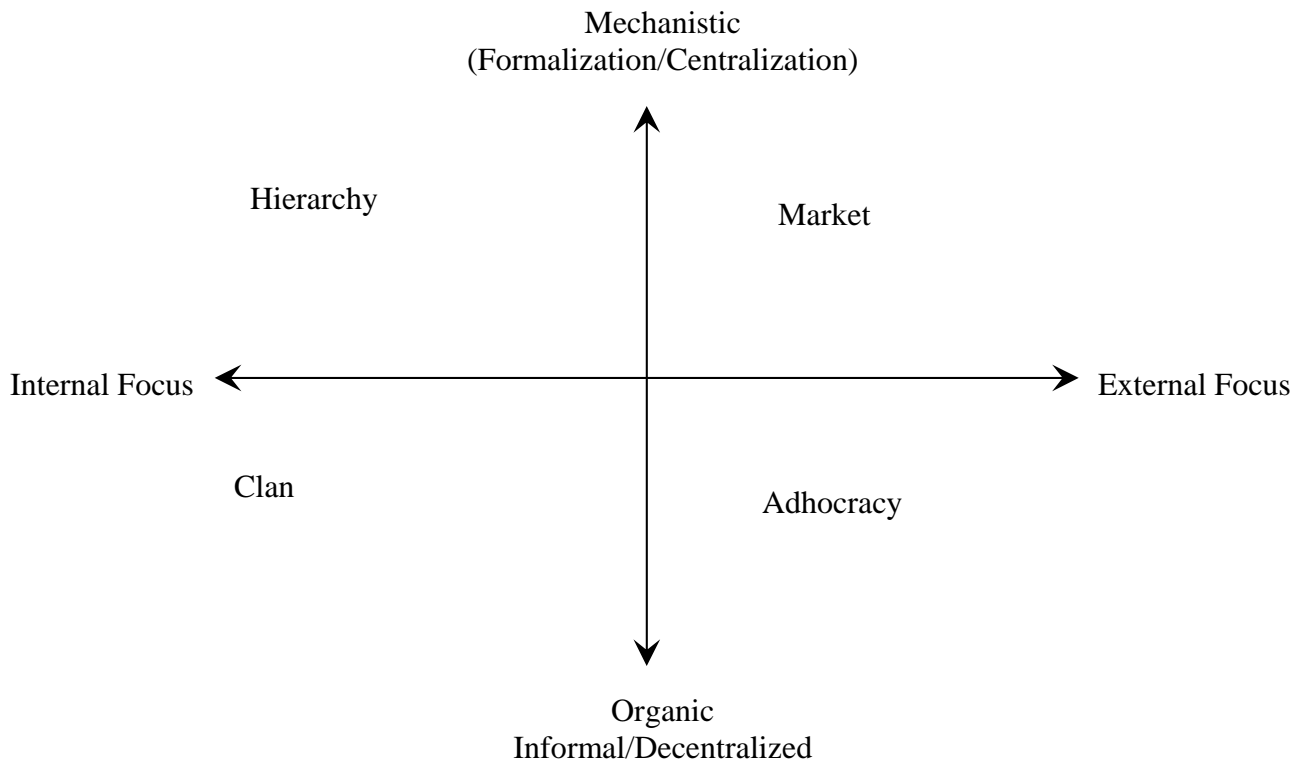 Mechanistic
(Formalization/Centralization)
Hierarchy
Market
Internal Focus
External Focus
Clan
Adhocracy
Organic
Informal/Decentralized